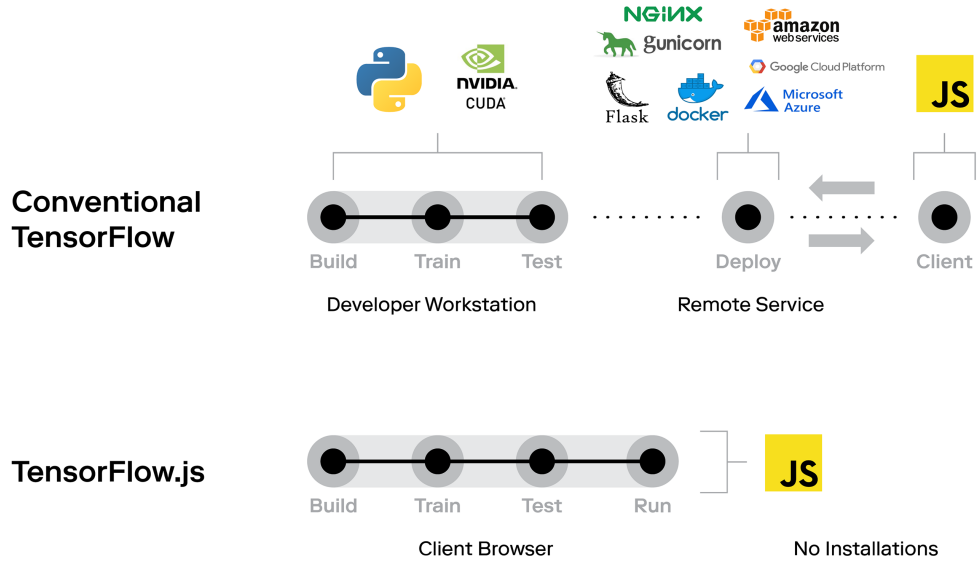 NGINX
gunicorn
amazon
web services
NVIDIA.
CUDA
Google Cloud Platform
Microsoft
Azure
Flask
docker
JS
Conventional
TensorFlow
Build
Train
Test
Deploy
Client
Developer Workstation
Remote Service
TensorFlow.js
JS
Build
Train
Test
Run
Client Browser
No Installations